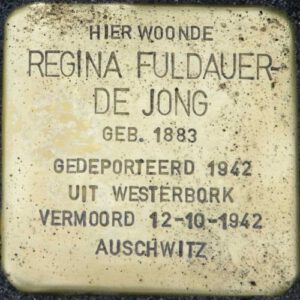 HIER WOONDE
REGINA FULDAUER-
DE JONG
GEB. 1883
GEDEPORTEERD 1942
UIT WESTERBORK
VERMOORD 12-10-1942
AUSCHWITZ